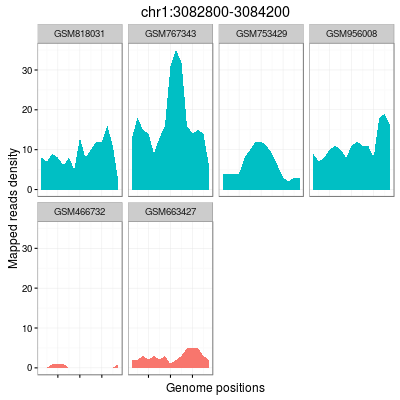 chr1:3082800-3084200
GSM818031 GSM767343 GSM753429 GSM956008
30
20
10
0
GSM466732 GSM663427
30
20
10
0
Mapped reads density
Genome positions